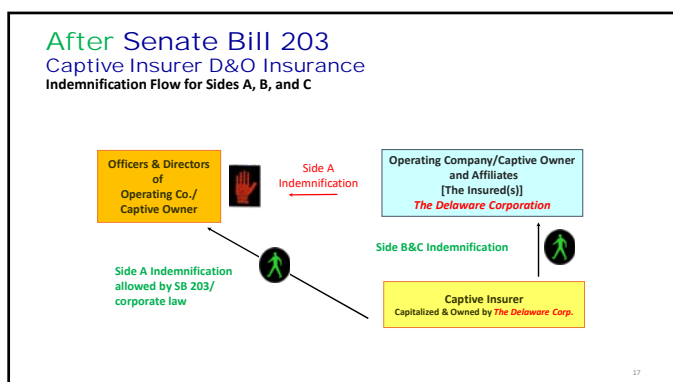 After Senate Bill 203
Captive Insurer D&O Insurance
Indemnification Flow for Sides A, B, and C
Officers & Directors
of
Operating Co./
Captive Owner
Side A
Indemnification
Operating Company/Captive Owner
and Affiliates
[The Insured(s)]
The Delaware Corporation
Side B&C Indemnification
Side A Indemnification
allowed by SB 203/
corporate law
Captive Insurer
Capitalized & Owned by The Delaware Corp.
17